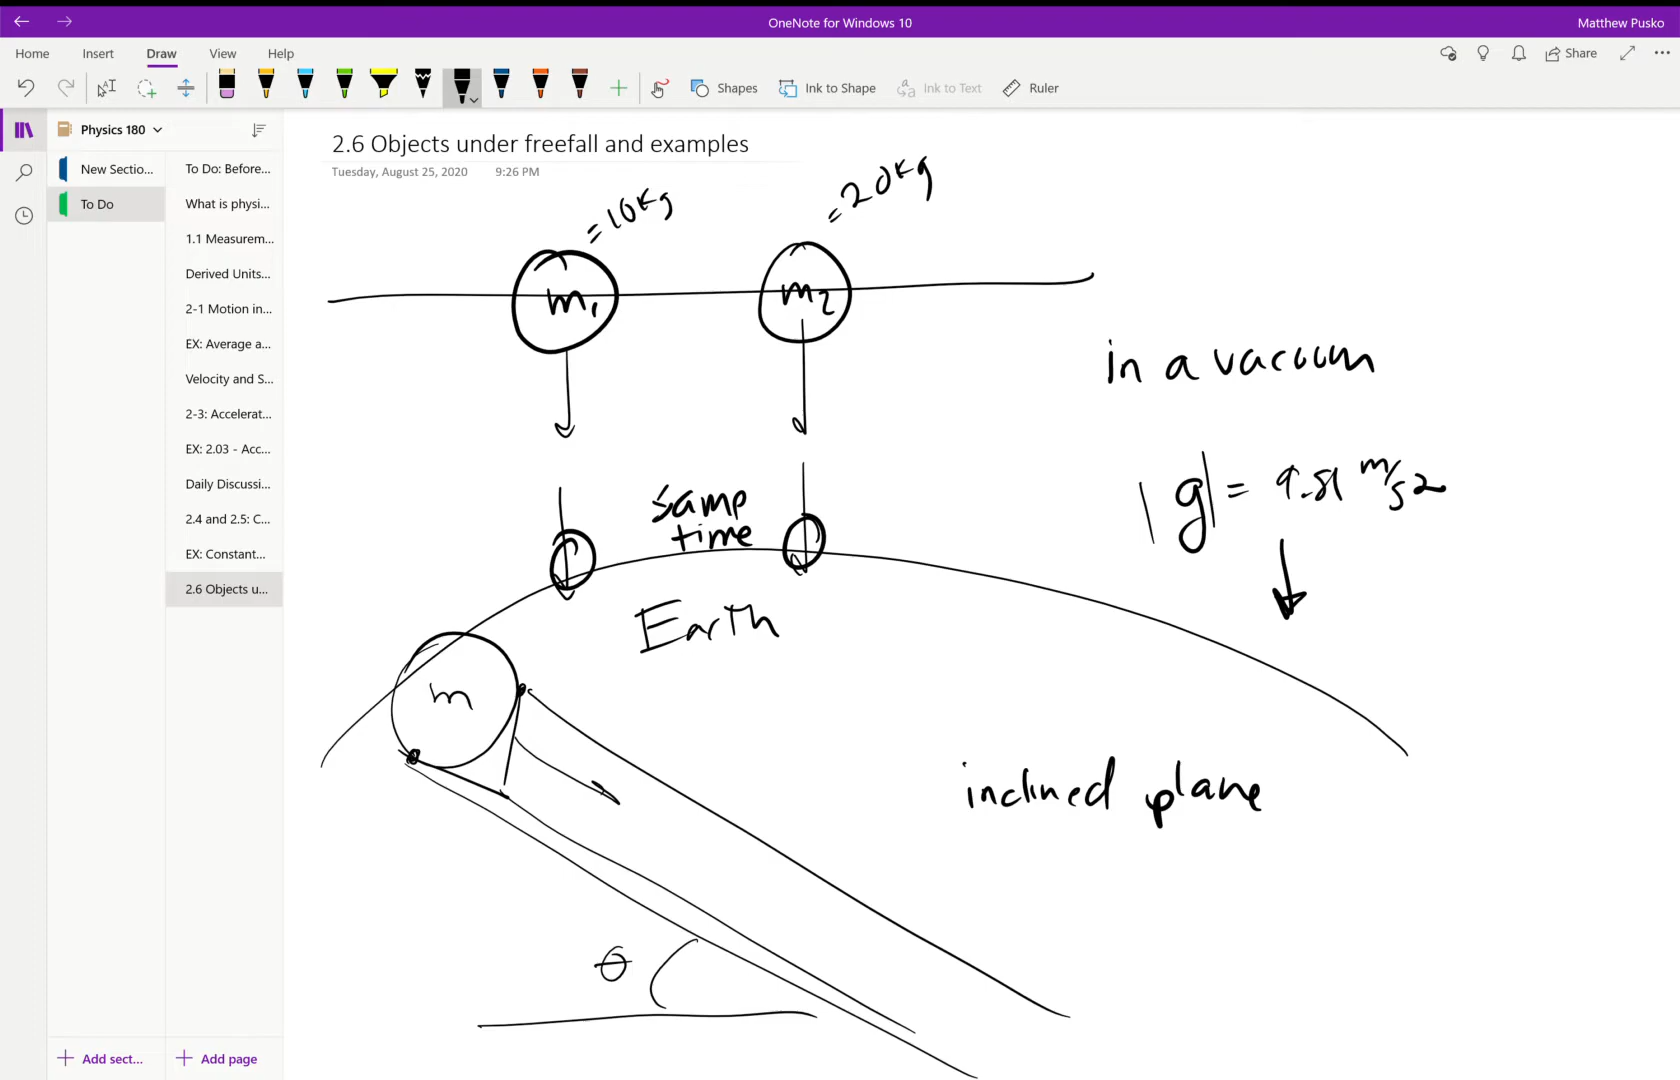 OneNote for Windows 10
Matthew Pusko
Home Insert Draw View Help
Share
Shapes Ink to Shape Ink to Text Ruler
Physics 180
New Sectio...
To Do
To Do: Before...
What is physi...
1.1 Measurem...
Derived Units...
2-1 Motion in...
EX: Average a...
Velocity and S...
2-3: Accelerat...
EX: 2.03 - Acc...
Daily Discussi...
2.4 and 2.5: C...
EX: Constant...
2.6 Objects u...
Add sect...
Add page
2.6 Objects under freefall and examples
Tuesday, August 25, 2020 9:26 PM
= 10kg
= 20kg
m₁
m₂
in a vacuum
|g| = 9.81 m/s2
same
time
Earth
m
inclined plane
θ